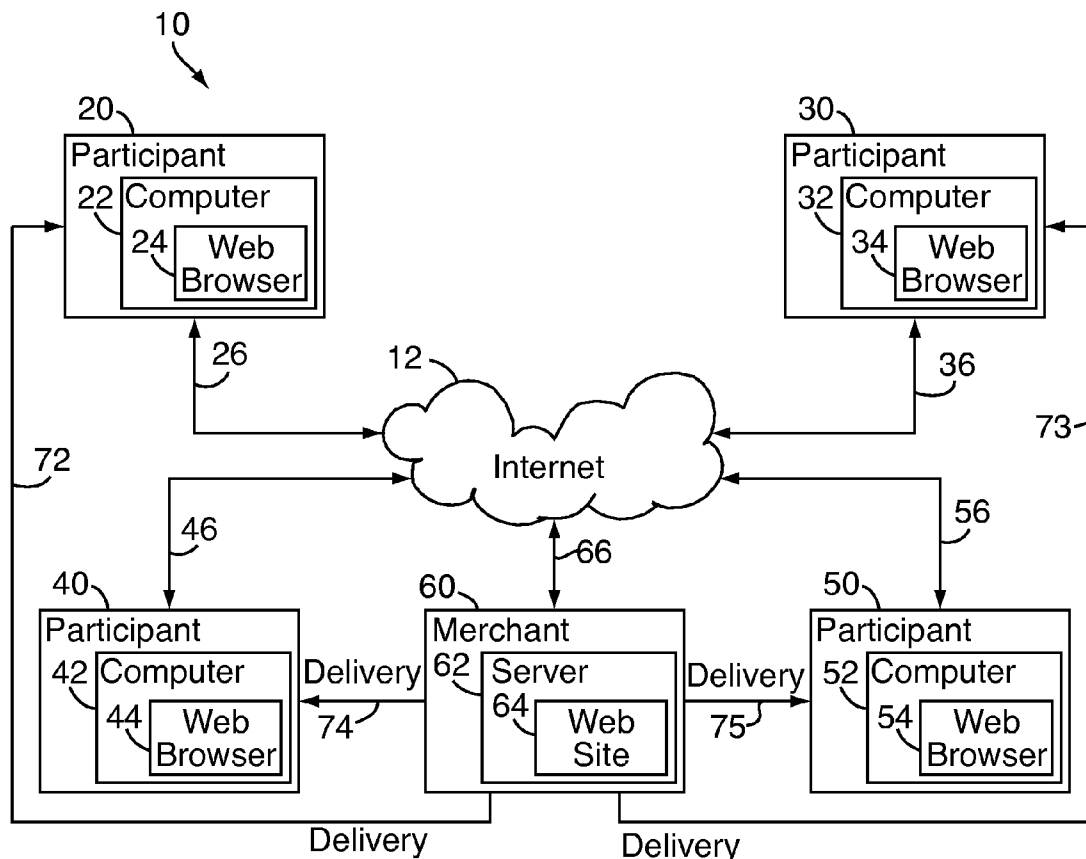 10
20
Participant
22
Computer
24
Web
Browser
26
30
Participant
32
Computer
34
Web
Browser
36
12
Internet
72
73
46
66
56
40
Participant
42
Computer
44
Web
Browser
Delivery
74
60
Merchant
62
Server
64
Web
Site
Delivery
75
50
Participant
52
Computer
54
Web
Browser
Delivery
Delivery